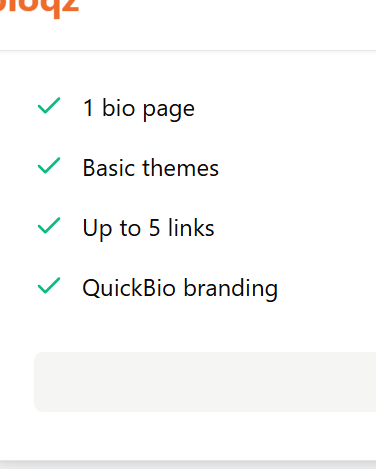 1 bio page
Basic themes
Up to 5 links
QuickBio branding